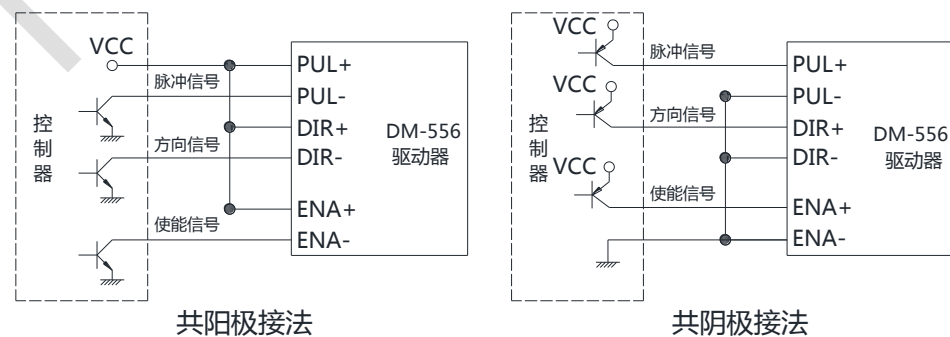 VCC
PUL+
脉冲信号
PUL-
控制器
DIR+
方向信号
DIR-
DM-556
驱动器
ENA+
使能信号
ENA-
共阳极接法
VCC
脉冲信号
PUL+
VCC
PUL-
方向信号
控制器
DIR+
DM-556
驱动器
VCC
DIR-
使能信号
ENA+
ENA-
共阴极接法